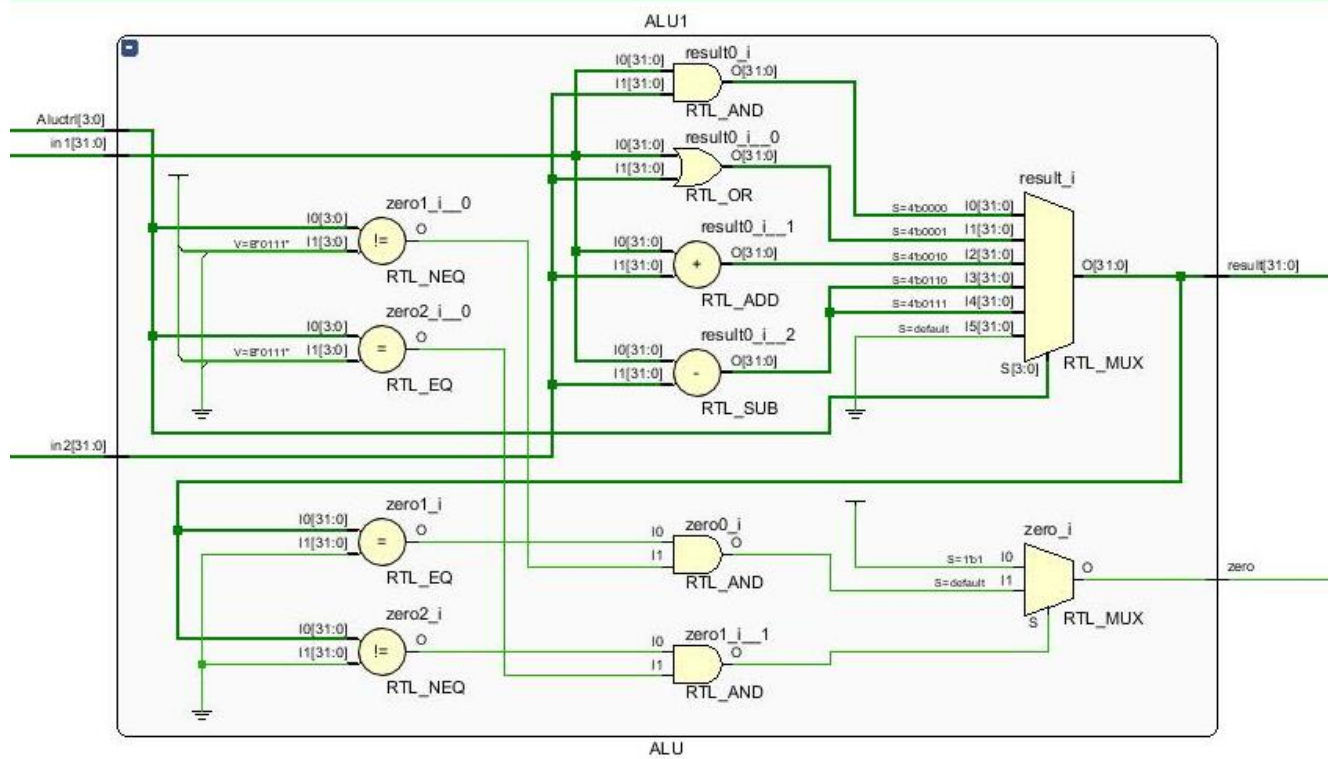 ALU1
result0_i
I0[31:0]
O[31:0]
I1[31:0]
RTL_AND
Aluctrl[3:0]
in1[31:0]
result0_i__0
I0[31:0]
O[31:0]
I1[31:0]
RTL_OR
result_i
zero1_i__0
I0[3:0]
O
V=B"0111"
I1[3:0]
!=
RTL_NEQ
result0_i__1
I0[31:0]
O[31:0]
I1[31:0]
+
RTL_ADD
S=4'b0000
I0[31:0]
S=4'b0001
I1[31:0]
S=4'b0010
I2[31:0]
S=4'b0110
I3[31:0]
S=4'b0111
I4[31:0]
S=default
I5[31:0]
O[31:0]
result[31:0]
S[3:0]
RTL_MUX
zero2_i__0
I0[3:0]
O
V=B"0111"
I1[3:0]
=
RTL_EQ
result0_i__2
I0[31:0]
O[31:0]
I1[31:0]
-
RTL_SUB
in2[31:0]
zero1_i
I0[31:0]
O
I1[31:0]
=
RTL_EQ
zero0_i
I0
O
I1
RTL_AND
zero_i
S=1'b1
I0
S=default
I1
O
zero
S
RTL_MUX
zero2_i
I0[31:0]
O
I1[31:0]
!=
RTL_NEQ
zero1_i__1
I0
O
I1
RTL_AND
ALU